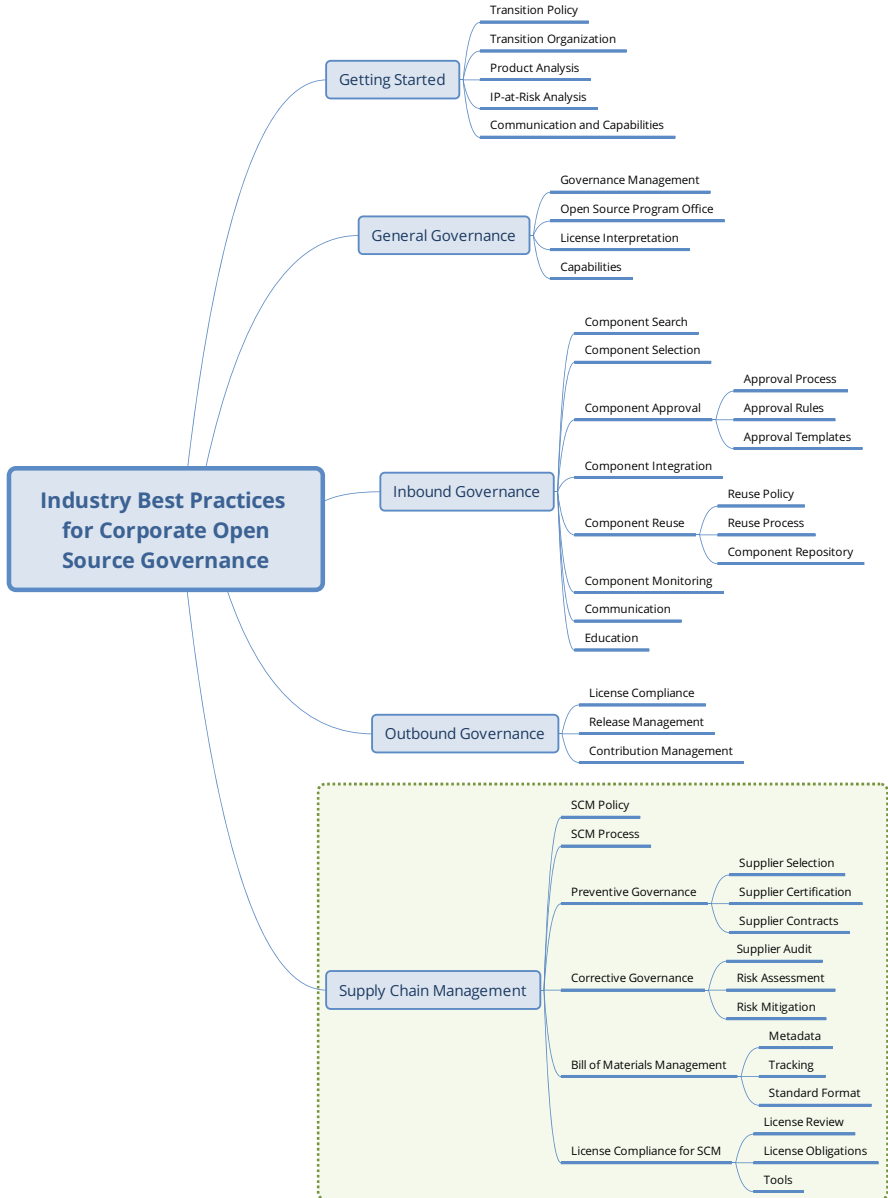 Industry Best Practices
for Corporate Open
Source Governance
Getting Started
Transition Policy
Transition Organization
Product Analysis
IP-at-Risk Analysis
Communication and Capabilities
General Governance
Governance Management
Open Source Program Office
License Interpretation
Capabilities
Inbound Governance
Component Search
Component Selection
Component Approval
Approval Process
Approval Rules
Approval Templates
Component Integration
Component Reuse
Reuse Policy
Reuse Process
Component Repository
Component Monitoring
Communication
Education
Outbound Governance
License Compliance
Release Management
Contribution Management
Supply Chain Management
SCM Policy
SCM Process
Preventive Governance
Supplier Selection
Supplier Certification
Supplier Contracts
Corrective Governance
Supplier Audit
Risk Assessment
Risk Mitigation
Bill of Materials Management
Metadata
Tracking
Standard Format
License Compliance for SCM
License Review
License Obligations
Tools